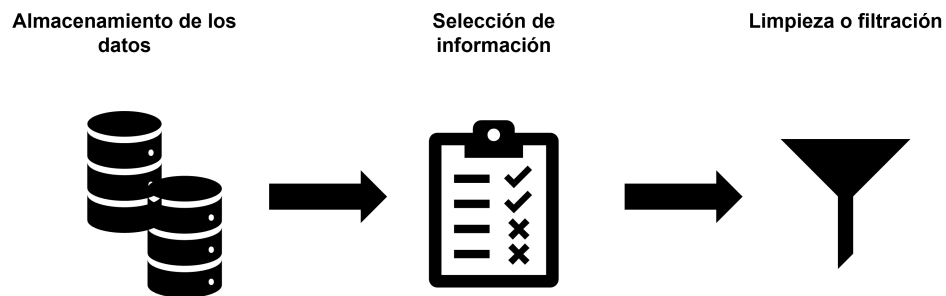 Almacenamiento de los
datos
Selección de
información
Limpieza o filtración